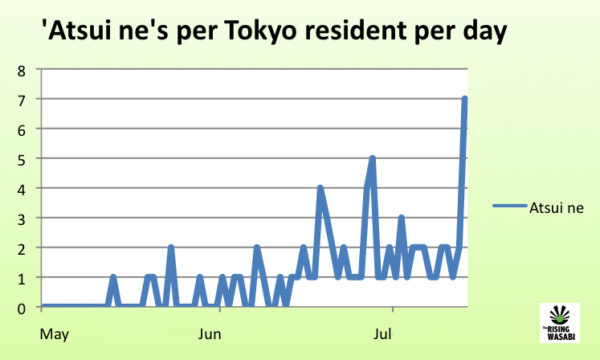 'Atsui ne's per Tokyo resident per day
8
7
6
5
4
3
2
1
0
May
Jun
Jul
Atsui ne
The RISING
WASABI